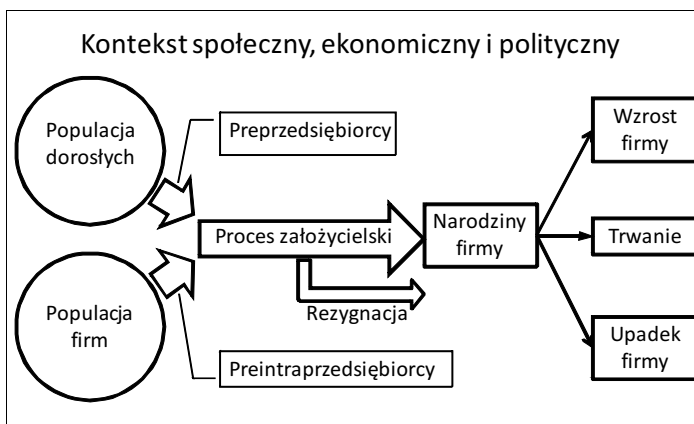 Kontekst społeczny, ekonomiczny i polityczny
Populacja
dorosłych
Preprzedsiębiorcy
Proces założycielski
Rezygnacja
Populacja
firm
Preintraprzedsiębiorcy
Narodziny
firmy
Wzrost
firmy
Trwanie
Upadek
firmy